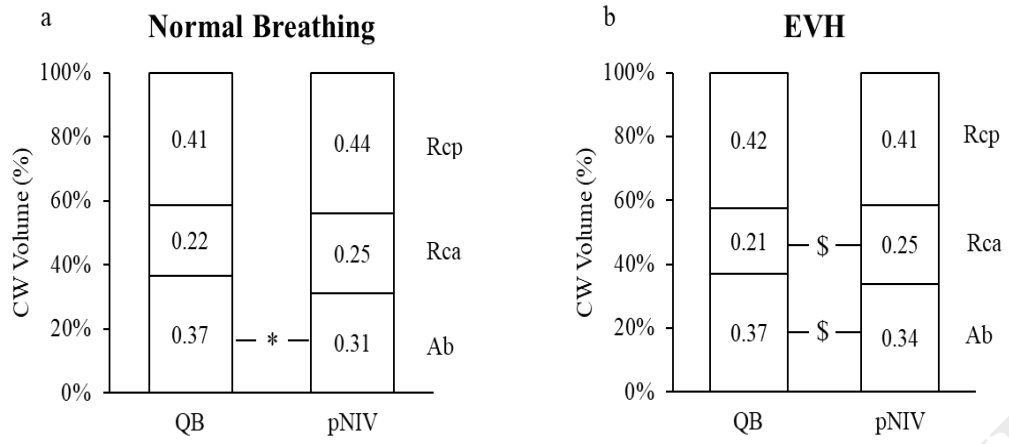 a
Normal Breathing
CW Volume (%)
100%
80%
60%
40%
20%
0%
0.41
0.44
Rcp
0.22
0.25
Rca
0.37
*
0.31
Ab
QB
pNIV
b
EVH
CW Volume (%)
100%
80%
60%
40%
20%
0%
0.42
0.41
Rcp
0.21
$
0.25
Rca
0.37
$
0.34
Ab
QB
pNIV